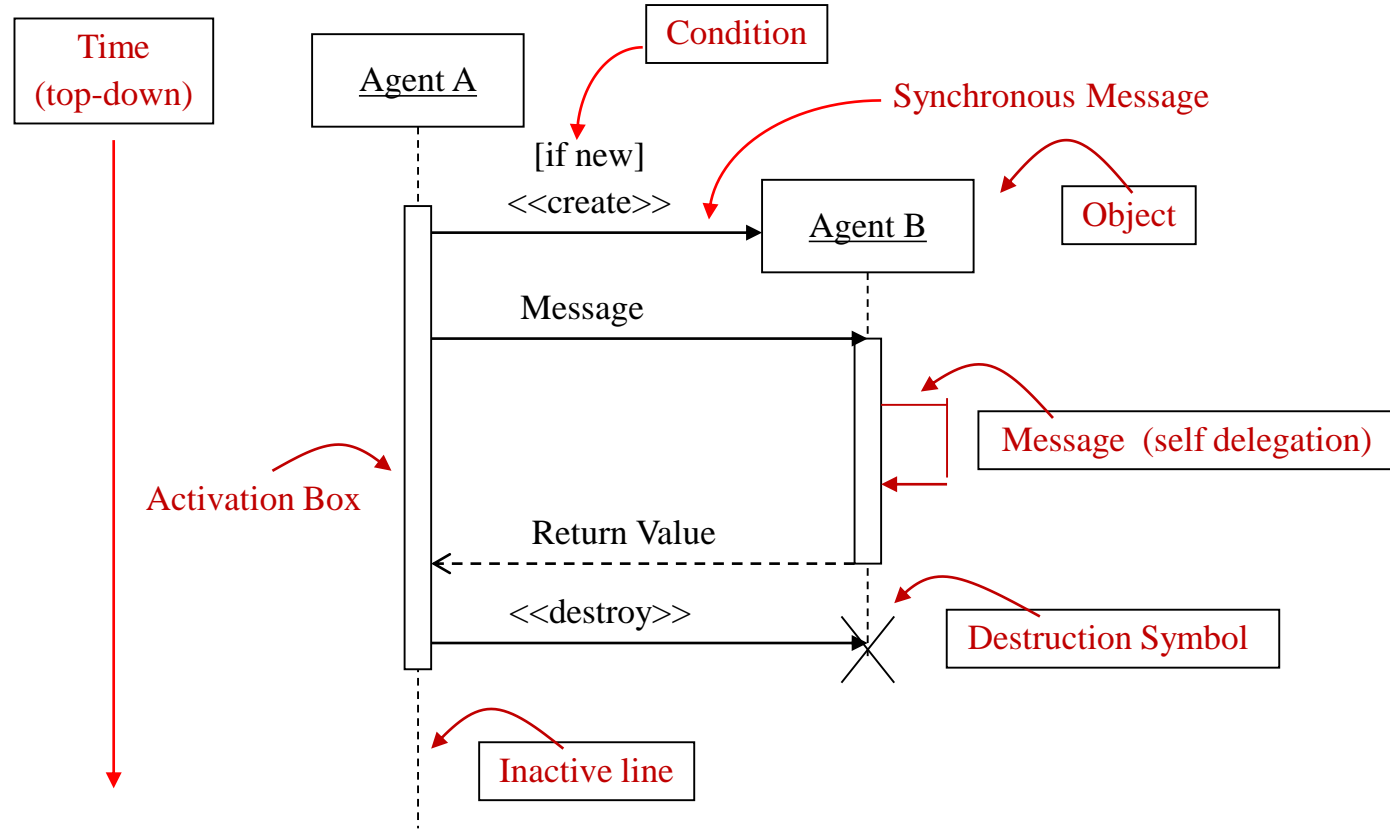 Time
(top-down)
Condition
Agent A
Synchronous Message
[if new]
<<create>>
Object
Agent B
Message
Message (self delegation)
Activation Box
Return Value
<<destroy>>
Destruction Symbol
Inactive line